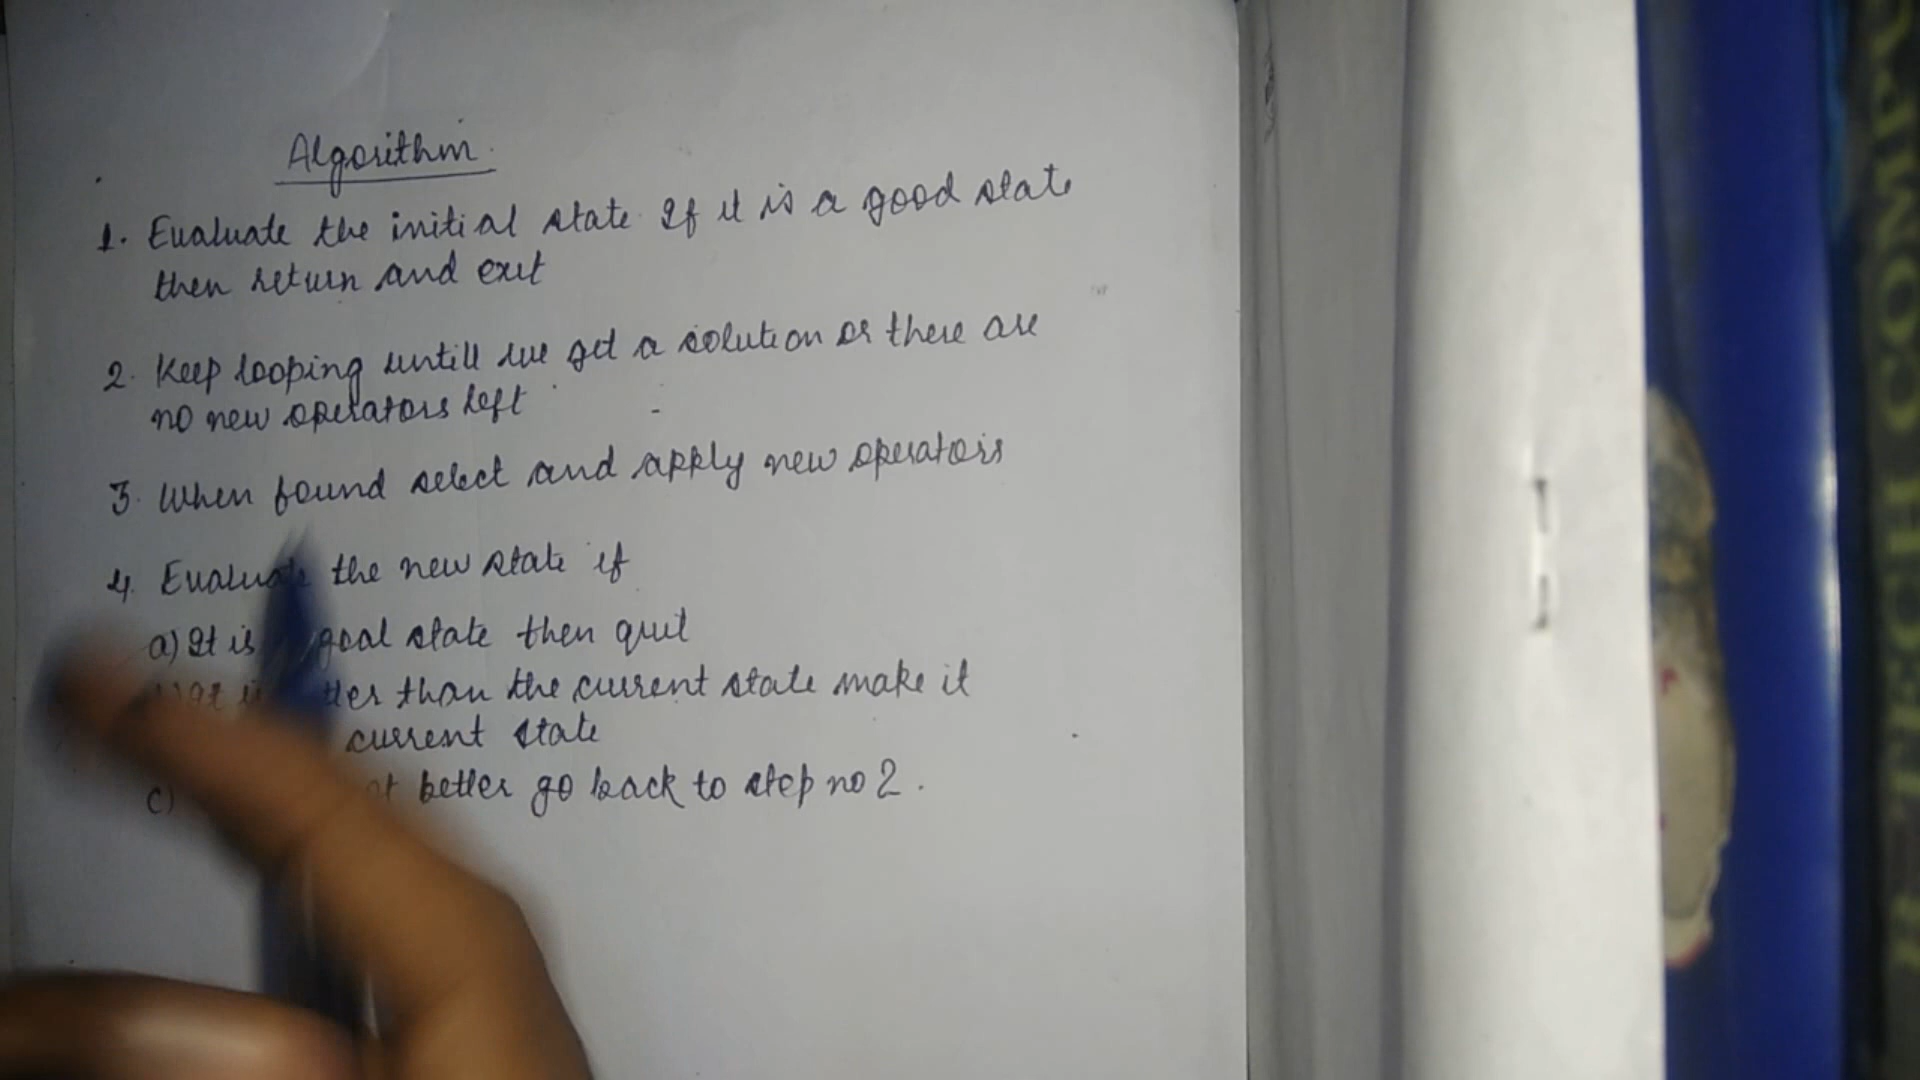 Algorithm
1. Evaluate the initial state If it is a good state
then return and exit
2. Keep looping untill we get a solution or there are
no new operators left
3. When found select and apply new operators
4. Evaluate the new state if
a) It is goal state then quit
than the current state make it
current state
c) better go back to step no 2.